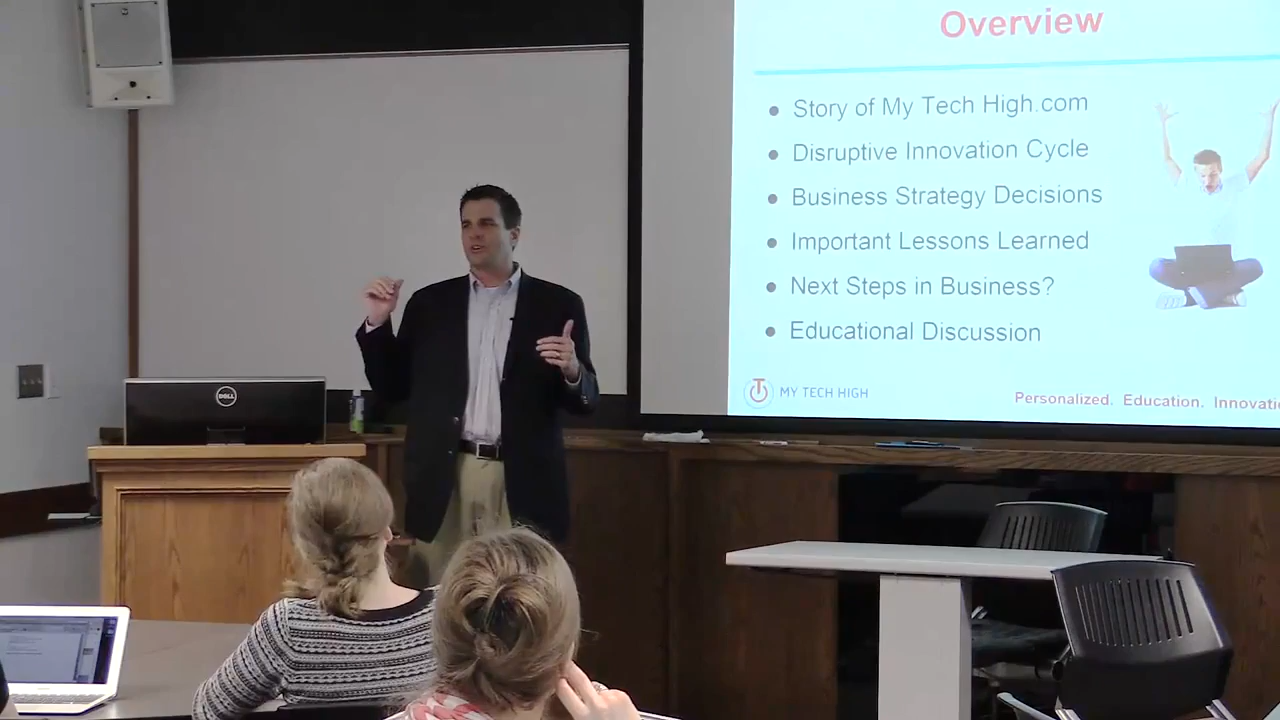 Overview
Story of My Tech High.com
Disruptive Innovation Cycle
Business Strategy Decisions
Important Lessons Learned
Next Steps in Business?
Educational Discussion
MY TECH HIGH
Personalized. Education. Innovatio
DELL